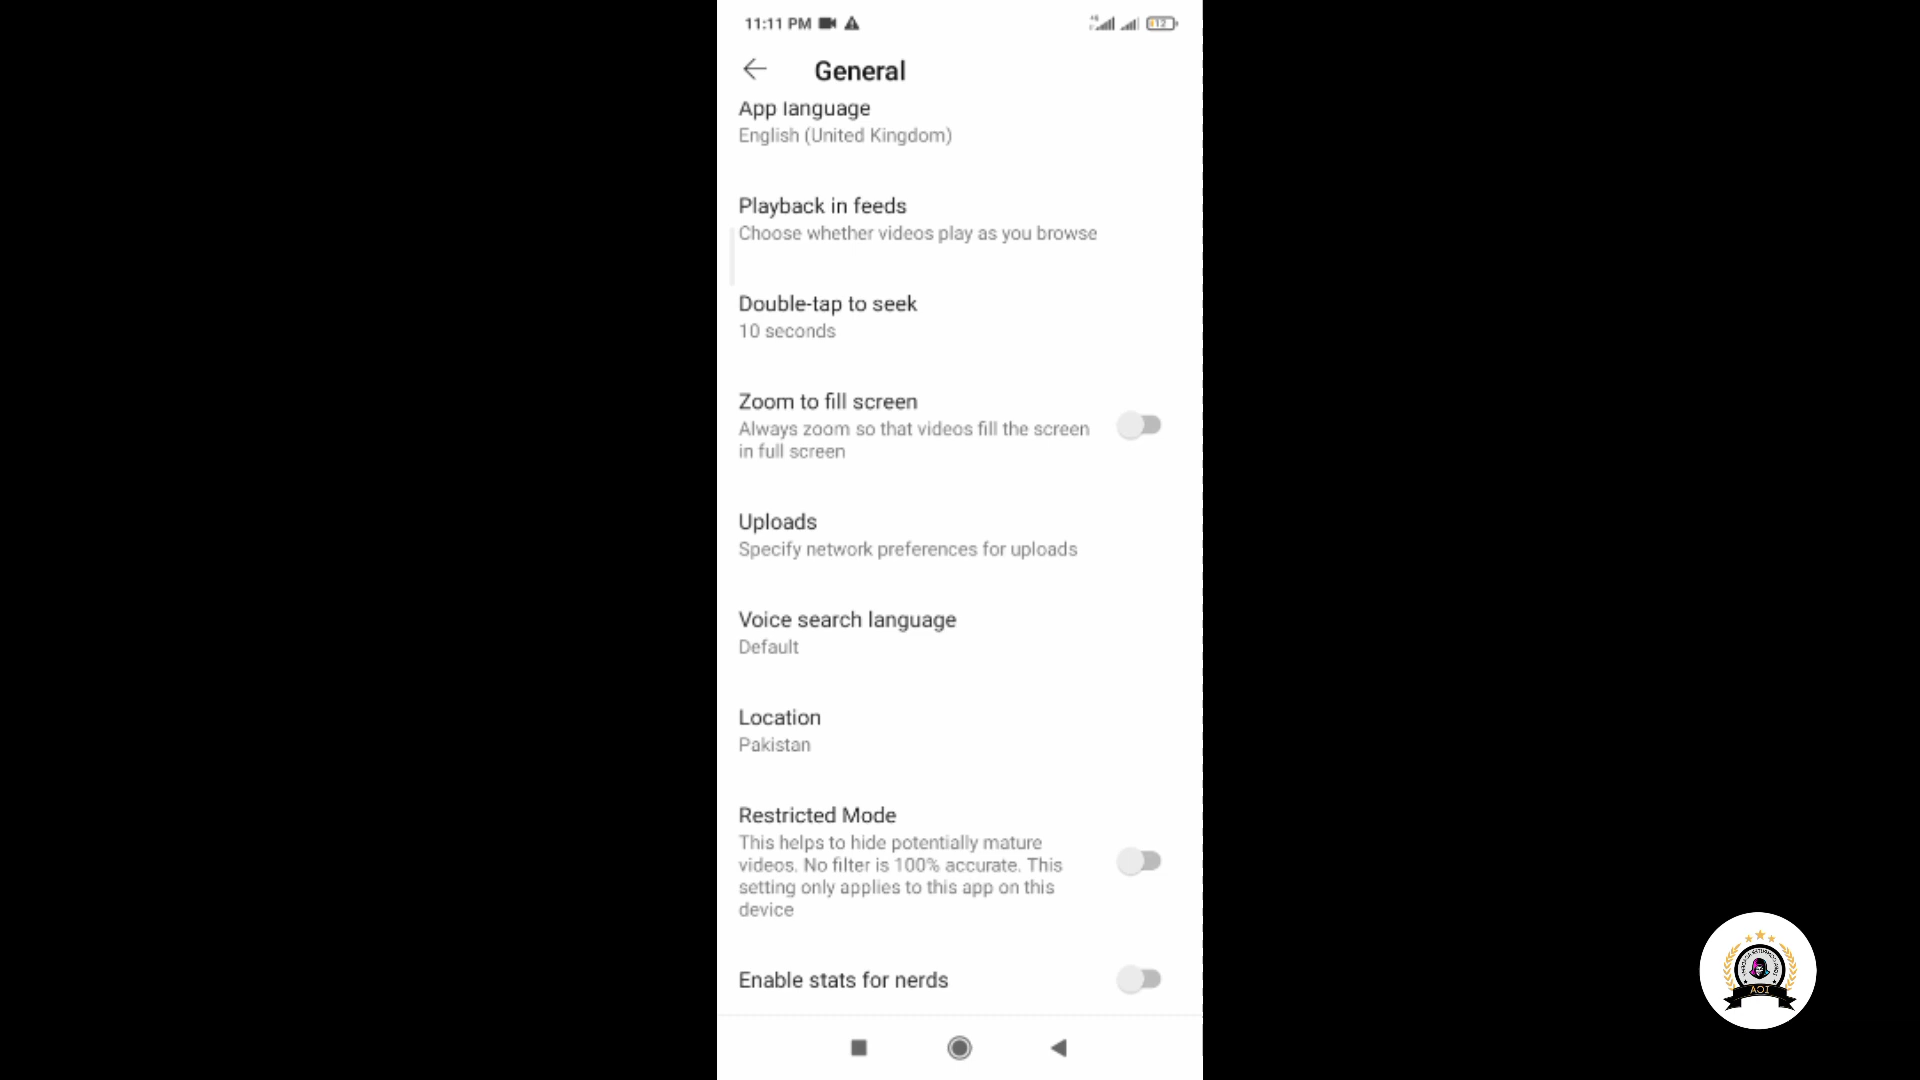 11:11 PM
12
General
App language
English (United Kingdom)
Playback in feeds
Choose whether videos play as you browse
Double-tap to seek
10 seconds
Zoom to fill screen
Always zoom so that videos fill the screen
in full screen
Uploads
Specify network preferences for uploads
Voice search language
Default
Location
Pakistan
Restricted Mode
This helps to hide potentially mature
videos. No filter is 100% accurate. This
setting only applies to this app on this
device
Enable stats for nerds